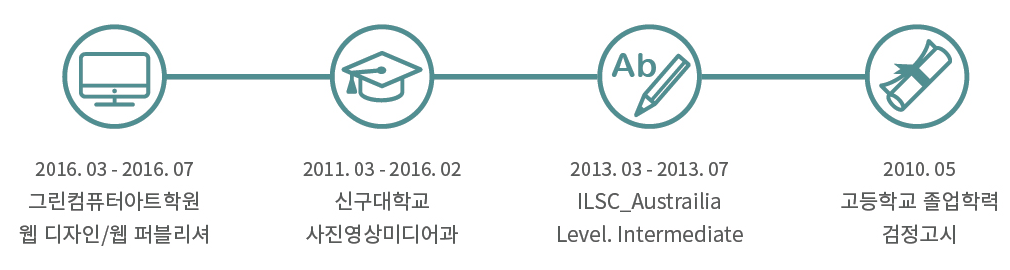 Ab
2016. 03 - 2016. 07
그린컴퓨터아트학원
웹 디자인/웹 퍼블리셔
2011. 03 - 2016. 02
신구대학교
사진영상미디어과
2013. 03 - 2013. 07
ILSC_Austrailia
Level. Intermediate
2010. 05
고등학교 졸업학력
검정고시